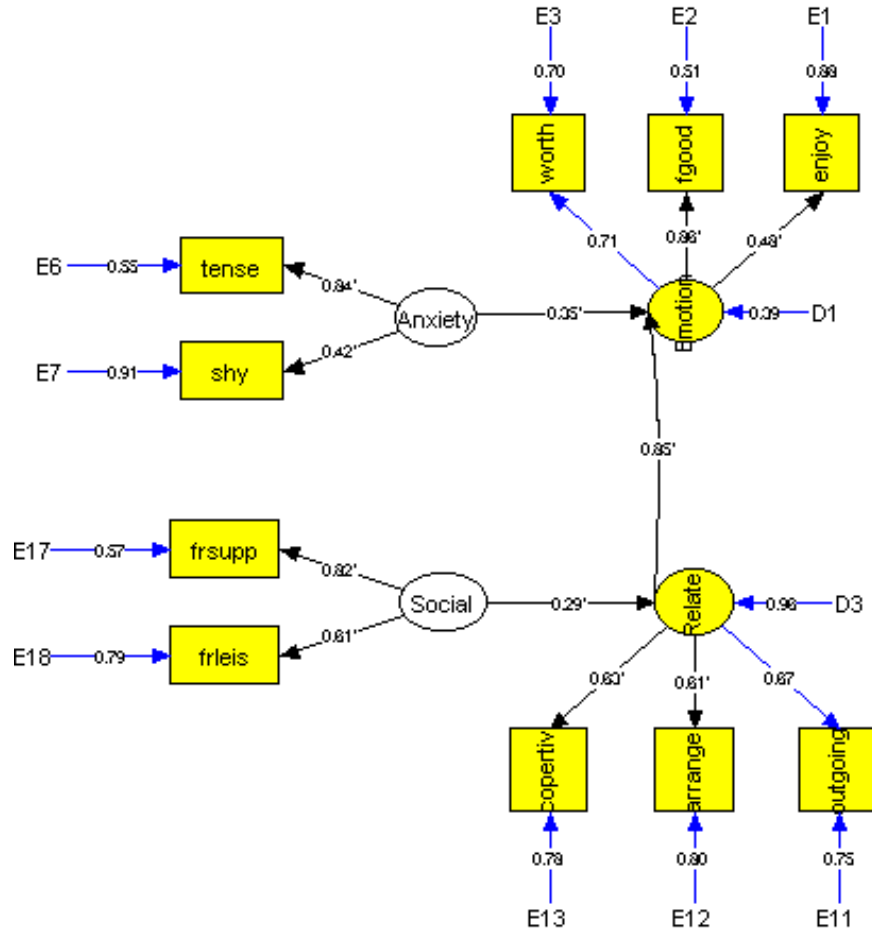 E3
E2
E1
0.70
0.51
0.88
worth
fgood
enjoy
0.71
0.86'
0.48'
E6
0.55
tense
0.84'
Anxiety
0.35'
Emotion
0.39
D1
E7
0.91
shy
0.42'
0.85'
E17
0.57
frsupp
0.82'
Social
0.29'
Relate
0.96
D3
E18
0.79
frleis
0.61'
0.63'
0.61'
0.67
copertiv
arrange
outgoing
0.78
0.80
0.75
E13
E12
E11